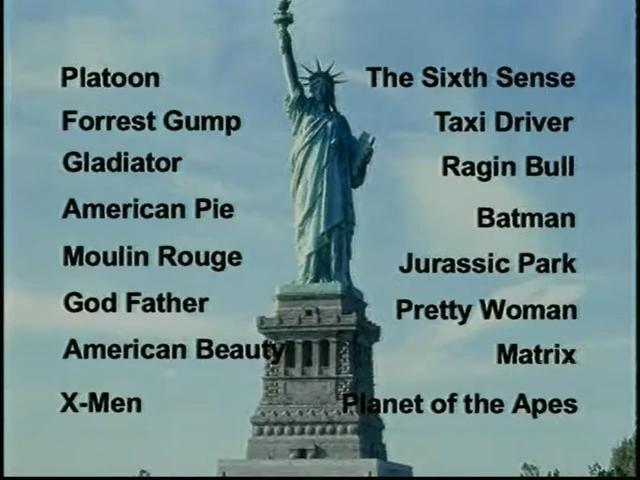 Platoon
The Sixth Sense
Forrest Gump
Taxi Driver
Gladiator
Ragin Bull
American Pie
Batman
Moulin Rouge
Jurassic Park
God Father
Pretty Woman
American Beauty
Matrix
X-Men
Planet of the Apes